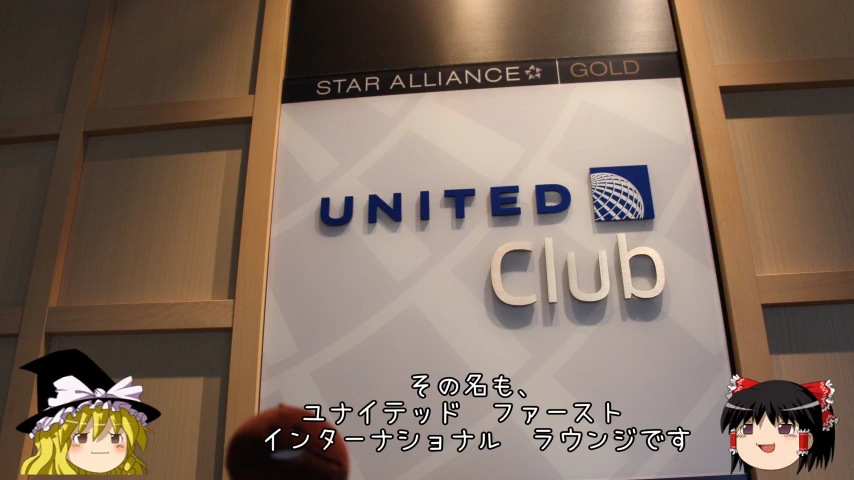 STAR ALLIANCE GOLD
UNITED
Club
その名も、
ユナイテッド　ファースト
インターナショナル　ラウンジです